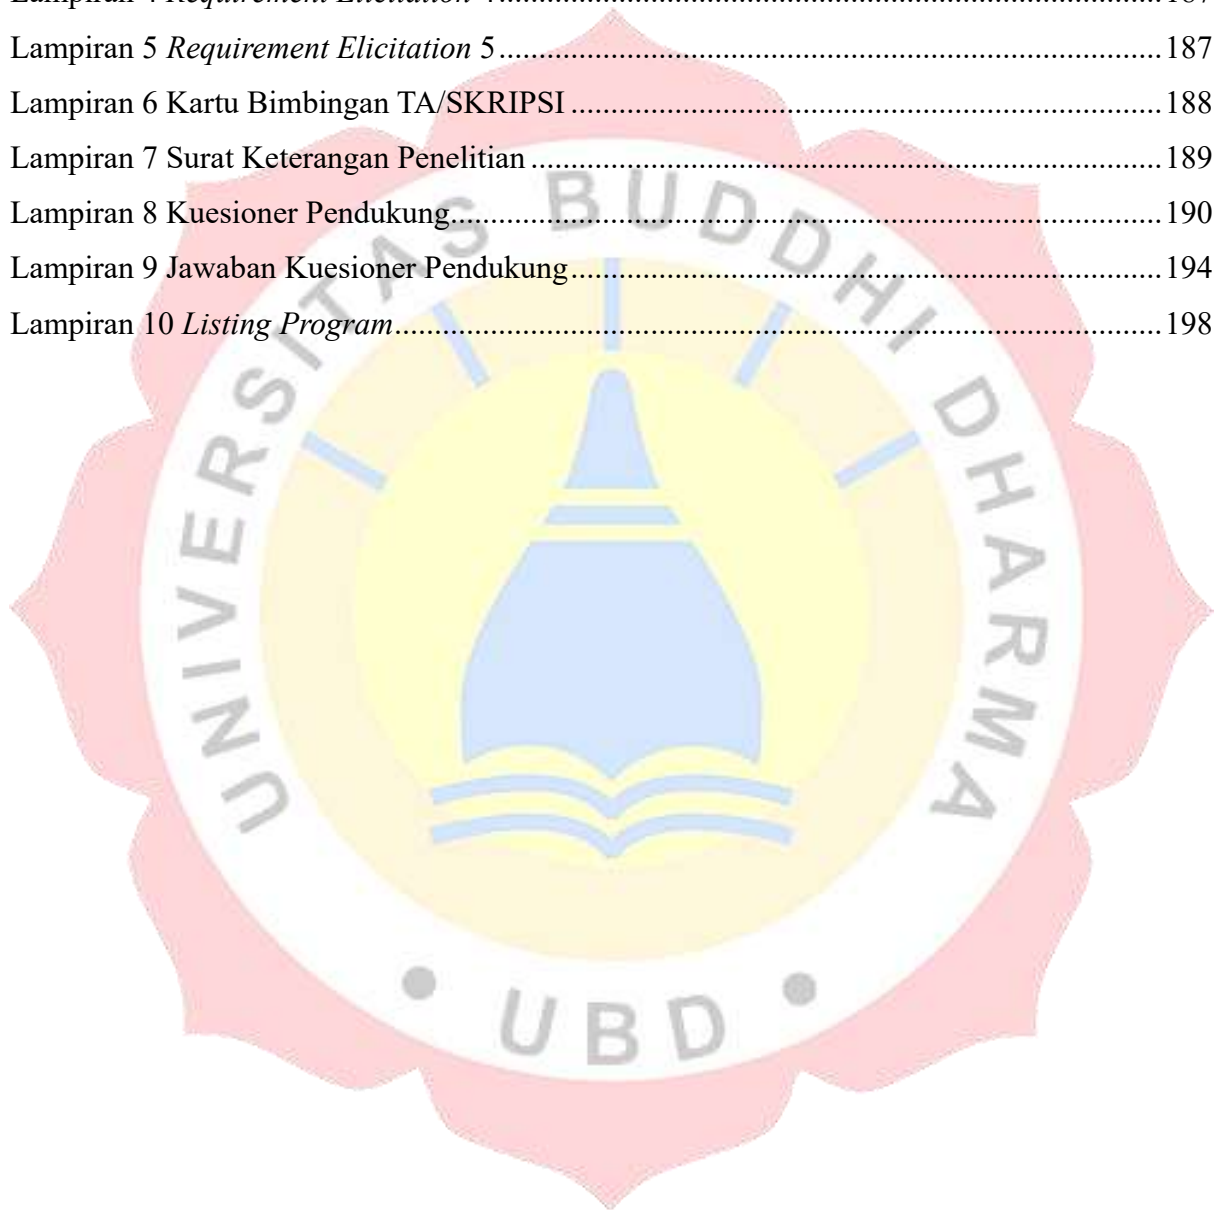 Lampiran 5 Requirement Elicitation 5 ........................................ 187
Lampiran 6 Kartu Bimbingan TA/SKRIPSI ........................................ 188
Lampiran 7 Surat Keterangan Penelitian ........................................ 189
Lampiran 8 Kuesioner Pendukung ........................................ 190
Lampiran 9 Jawaban Kuesioner Pendukung ........................................ 194
Lampiran 10 Listing Program ........................................ 198
UNIVERSITAS BUDDHI DHARMA
• UBD •